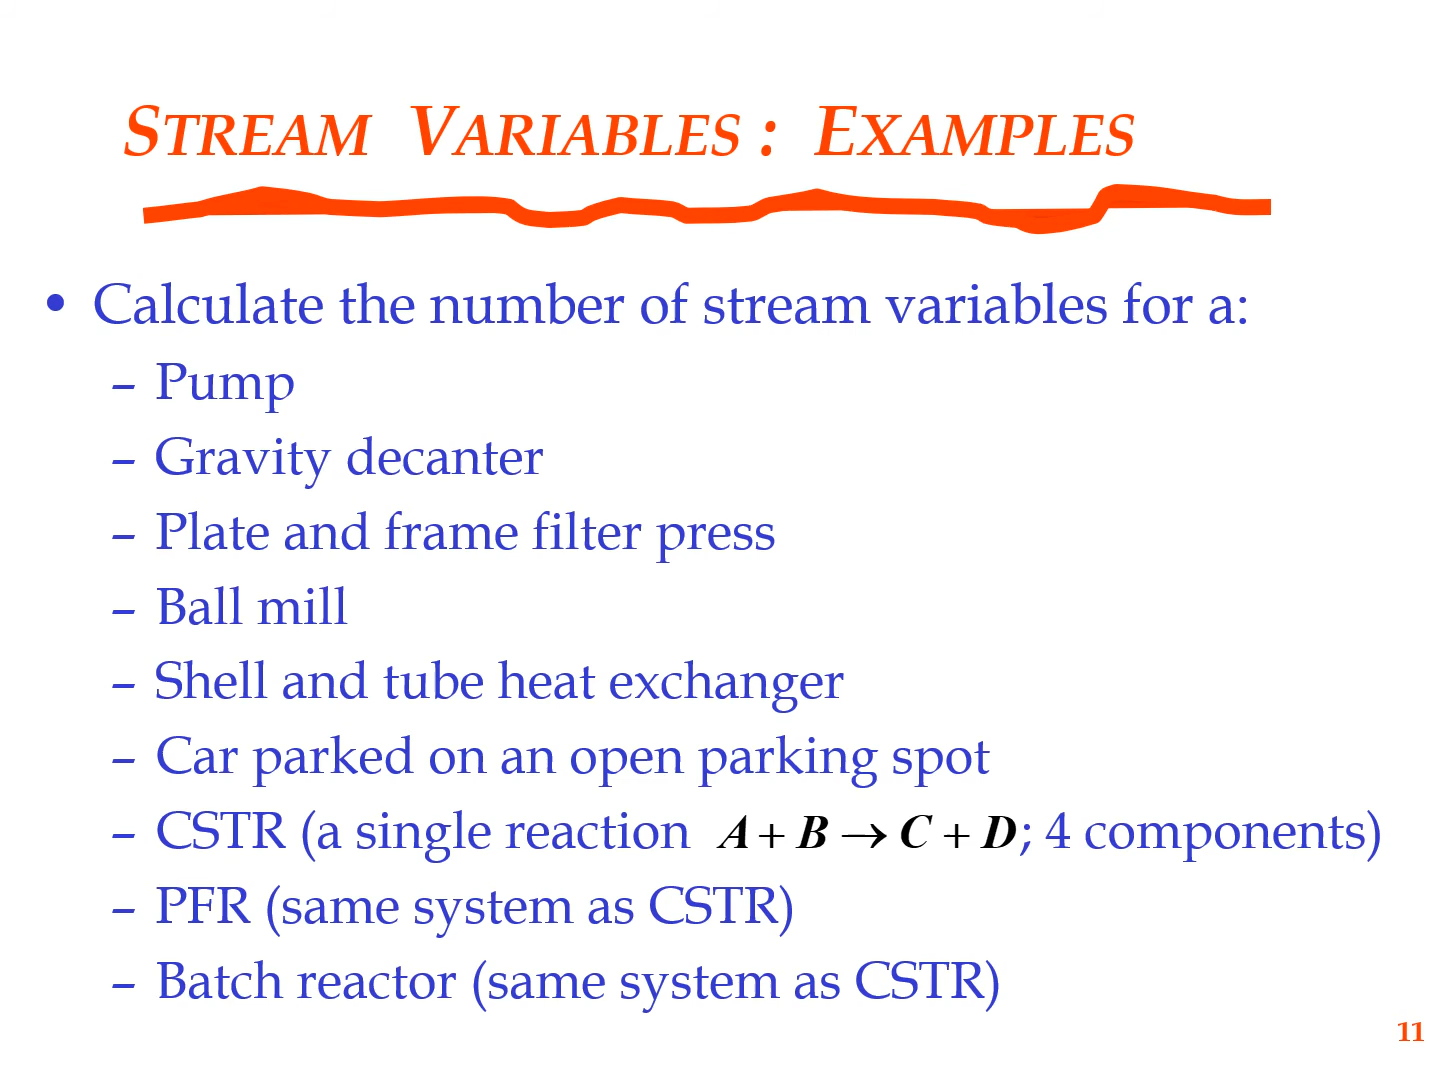 STREAM VARIABLES : EXAMPLES
• Calculate the number of stream variables for a:
– Pump
– Gravity decanter
– Plate and frame filter press
– Ball mill
– Shell and tube heat exchanger
– Car parked on an open parking spot
– CSTR (a single reaction A + B → C + D; 4 components)
– PFR (same system as CSTR)
– Batch reactor (same system as CSTR)
11